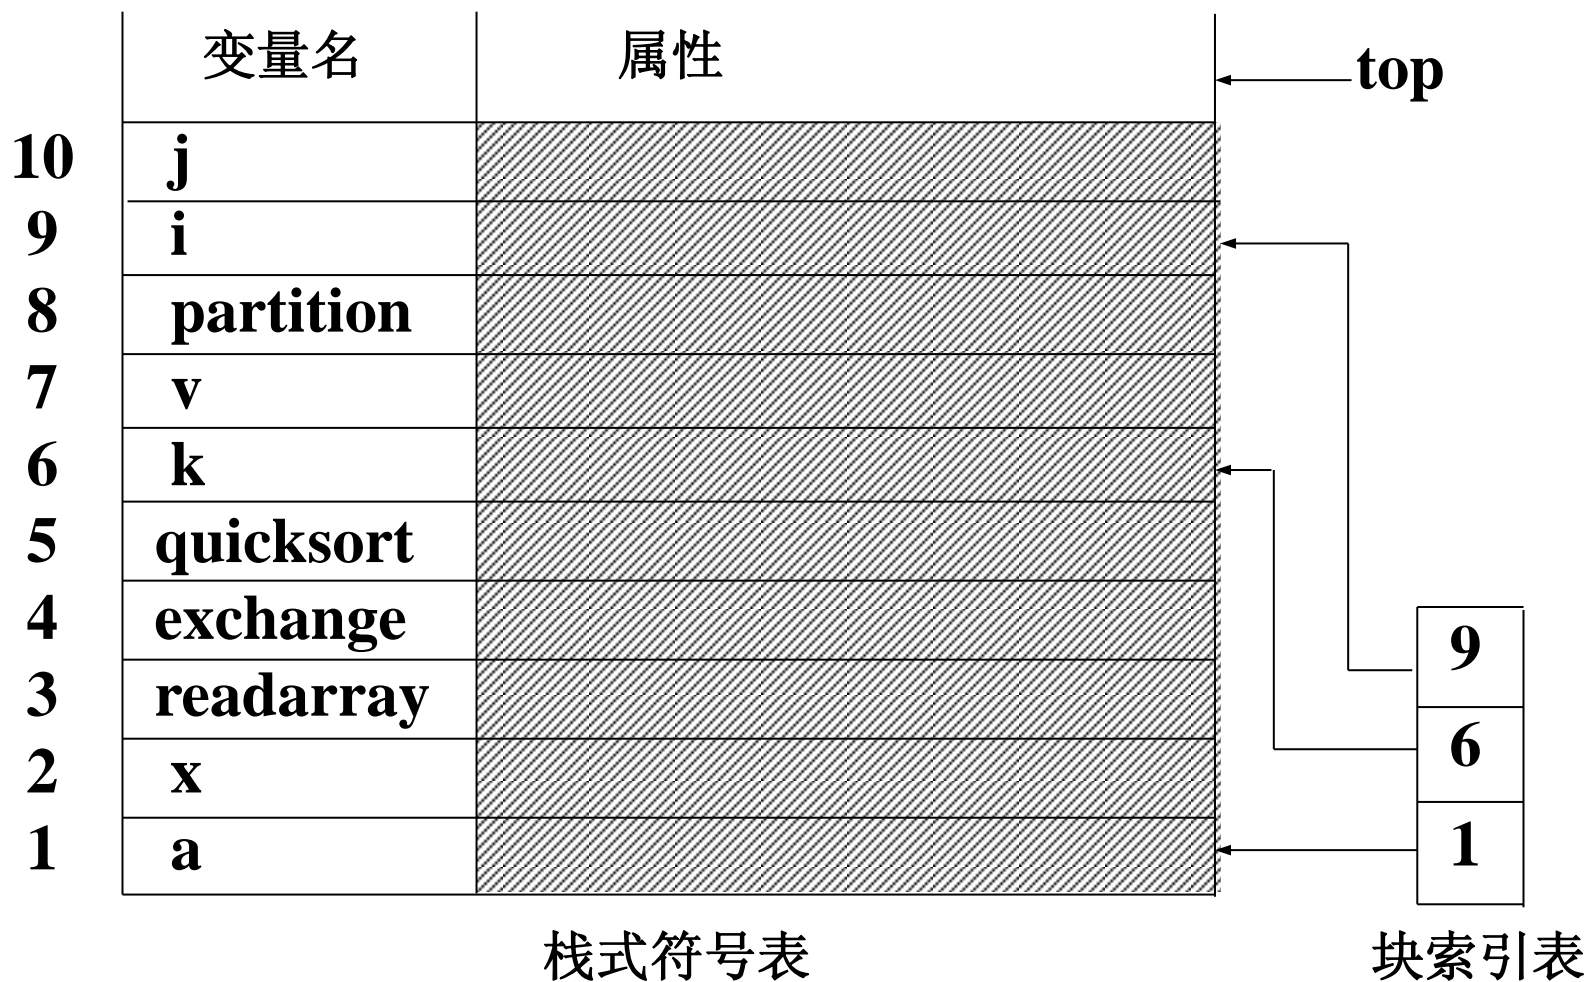 变量名 属性 top
10 j
9 i
8 partition
7 v
6 k
5 quicksort
4 exchange
3 readarray
2 x
1 a
9
6
1
栈式符号表 块索引表